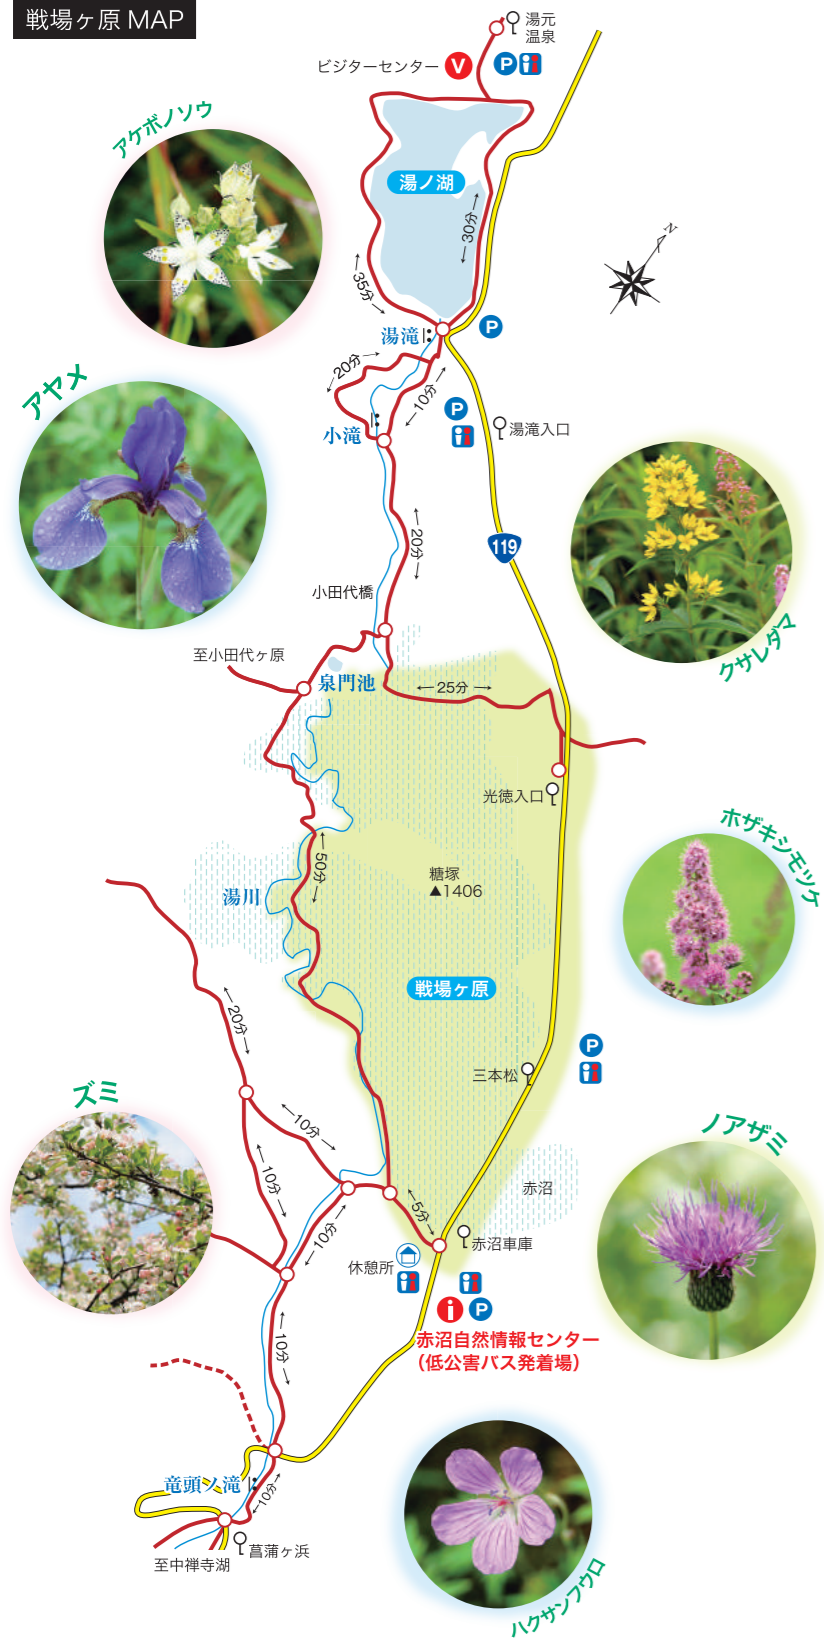 戦場ヶ原 MAP
湯元
温泉
ビジターセンター
V
P
アケボノソウ
湯ノ湖
←30分→
N
←35分→
湯滝
P
←20分→
←10分→
アヤメ
P
小滝
湯滝入口
119
←20分→
小田代橋
クサレダマ
至小田代ヶ原
泉門池
←25分→
光徳入口
ホザキシモツケ
←50分→
糖塚
▲1406
湯川
戦場ヶ原
←20分→
P
三本松
ズミ
←10分→
ノアザミ
←10分→
赤沼
←5分→
←10分→
赤沼車庫
休憩所
i
P
赤沼自然情報センター
(低公害バス発着場)
←10分→
竜頭ノ滝
←10分→
菖蒲ヶ浜
至中禅寺湖
ハクサンフウロ